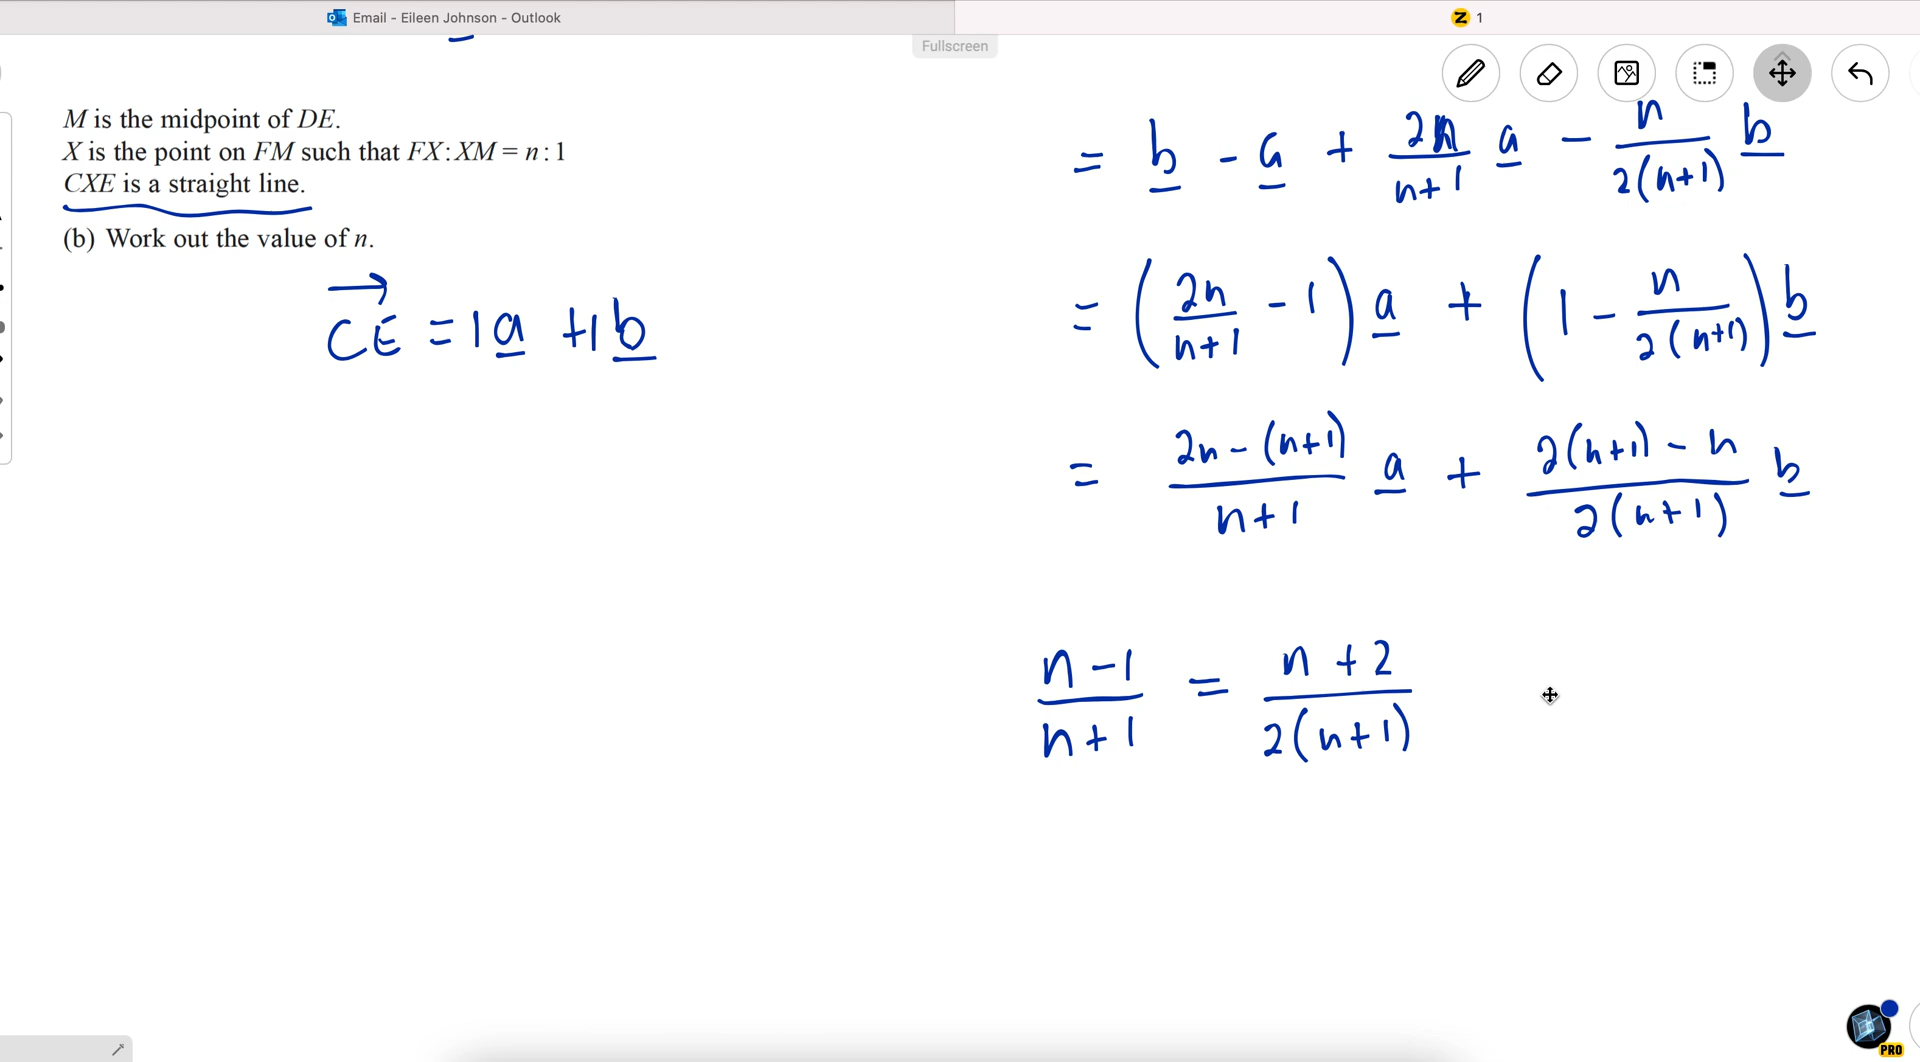 Email - Eileen Johnson - Outlook
1
Fullscreen
M is the midpoint of DE.
X is the point on FM such that FX : XM = n : 1
CXE is a straight line.
(b) Work out the value of n.
CE = 1a + 1b
= b - a + 2n/(n+1) a - n/(2(n+1)) b
= (2n/(n+1) - 1) a + (1 - n/(2(n+1))) b
= (2n-(n+1))/(n+1) a + (2(n+1)-n)/(2(n+1)) b
(n-1)/(n+1) = (n+2)/(2(n+1))
PRO